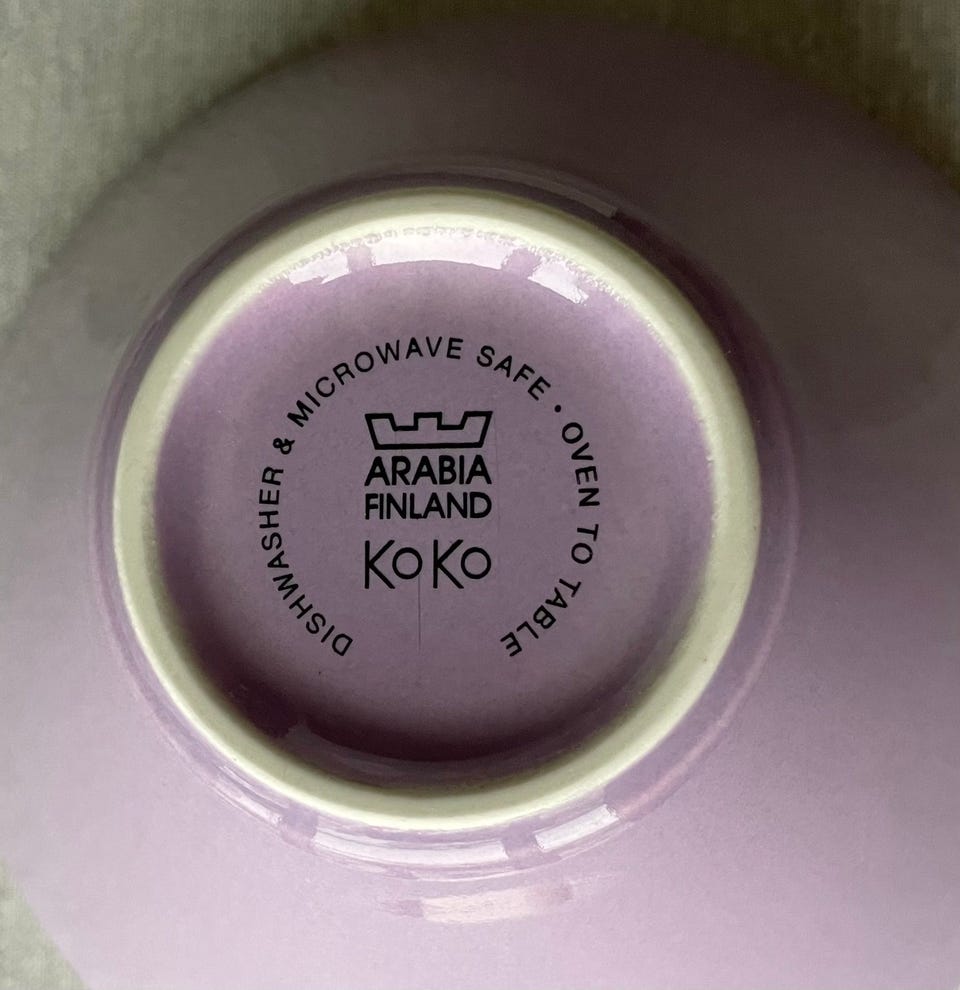 DISHWASHER & MICROWAVE SAFE • OVEN TO TABLE
ARABIA
FINLAND
KoKo